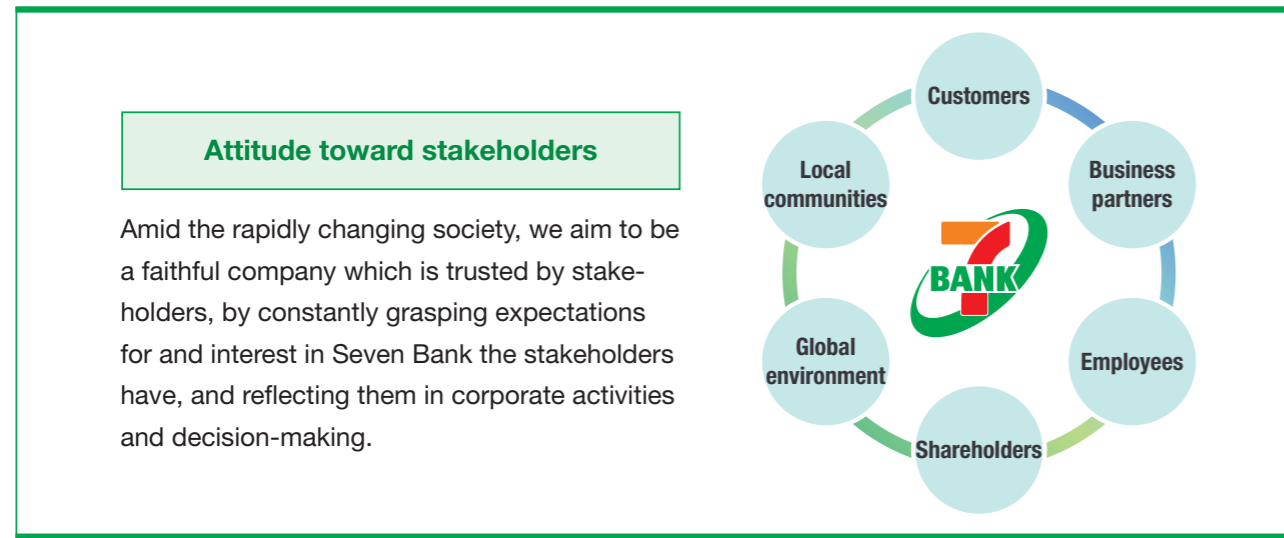 Attitude toward stakeholders
Amid the rapidly changing society, we aim to be
a faithful company which is trusted by stake-
holders, by constantly grasping expectations
for and interest in Seven Bank the stakeholders
have, and reflecting them in corporate activities
and decision-making.
Customers
Business
partners
Employees
Shareholders
Global
environment
Local
communities
7
BANK